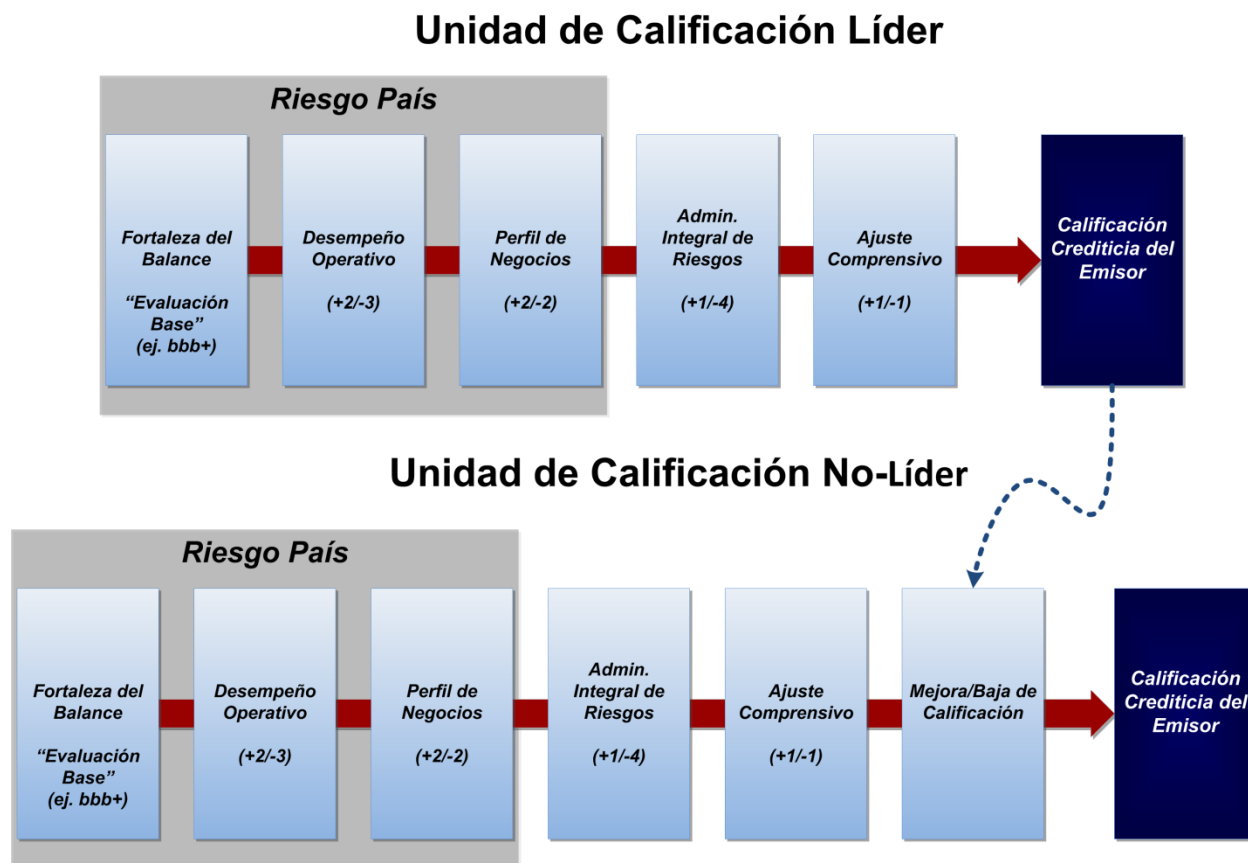 Unidad de Calificación Líder
Riesgo País
Fortaleza del
Balance
“Evaluación
Base”
(ej. bbb+)
Desempeño
Operativo
(+2/-3)
Perfil de
Negocios
(+2/-2)
Admin.
Integral de
Riesgos
(+1/-4)
Ajuste
Comprensivo
(+1/-1)
Calificación
Crediticia del
Emisor
Unidad de Calificación No-Líder
Riesgo País
Fortaleza del
Balance
“Evaluación
Base”
(ej. bbb+)
Desempeño
Operativo
(+2/-3)
Perfil de
Negocios
(+2/-2)
Admin.
Integral de
Riesgos
(+1/-4)
Ajuste
Comprensivo
(+1/-1)
Mejora/Baja de
Calificación
Calificación
Crediticia del
Emisor